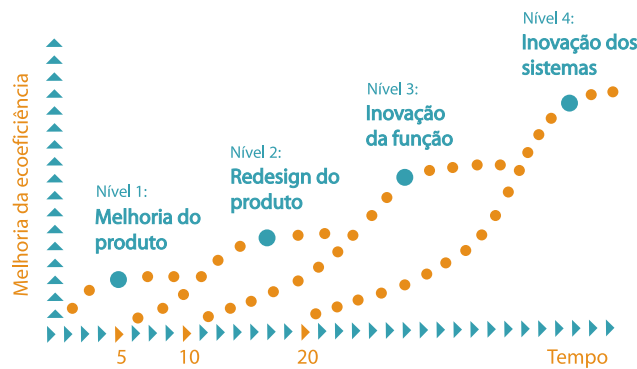 Nível 4:
Inovação dos
sistemas
Nível 3:
Inovação
da função
Nível 2:
Redesign do
produto
Nível 1:
Melhoria do
produto
Melhoria da ecoeficiência
5
10
20
Tempo